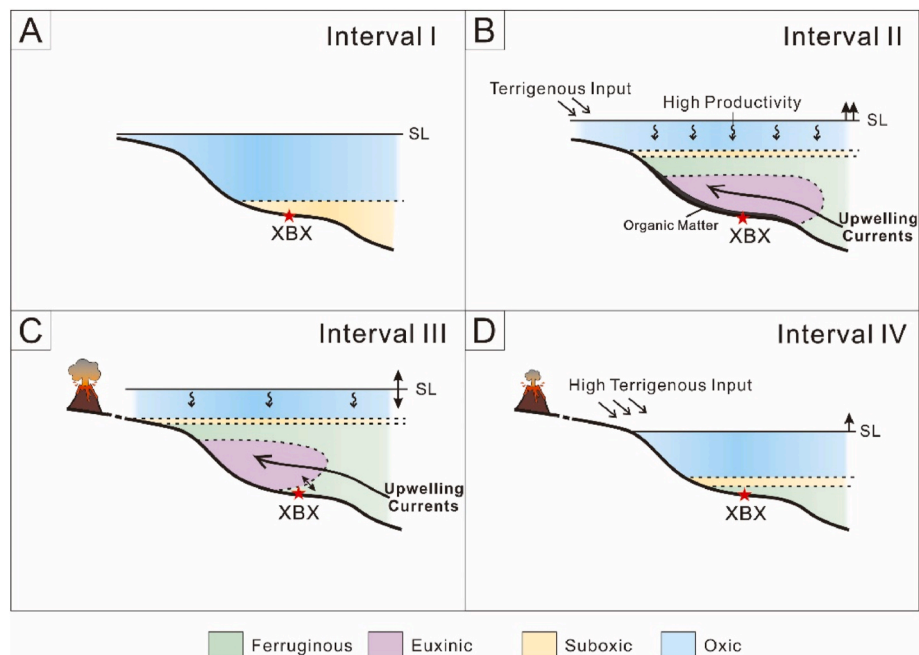 A
Interval I
SL
XBX
B
Interval II
Terrigenous Input
High Productivity
SL
Organic Matter
XBX
Upwelling
Currents
C
Interval III
SL
Upwelling
Currents
XBX
D
Interval IV
High Terrigenous Input
SL
XBX
Ferruginous
Euxinic
Suboxic
Oxic